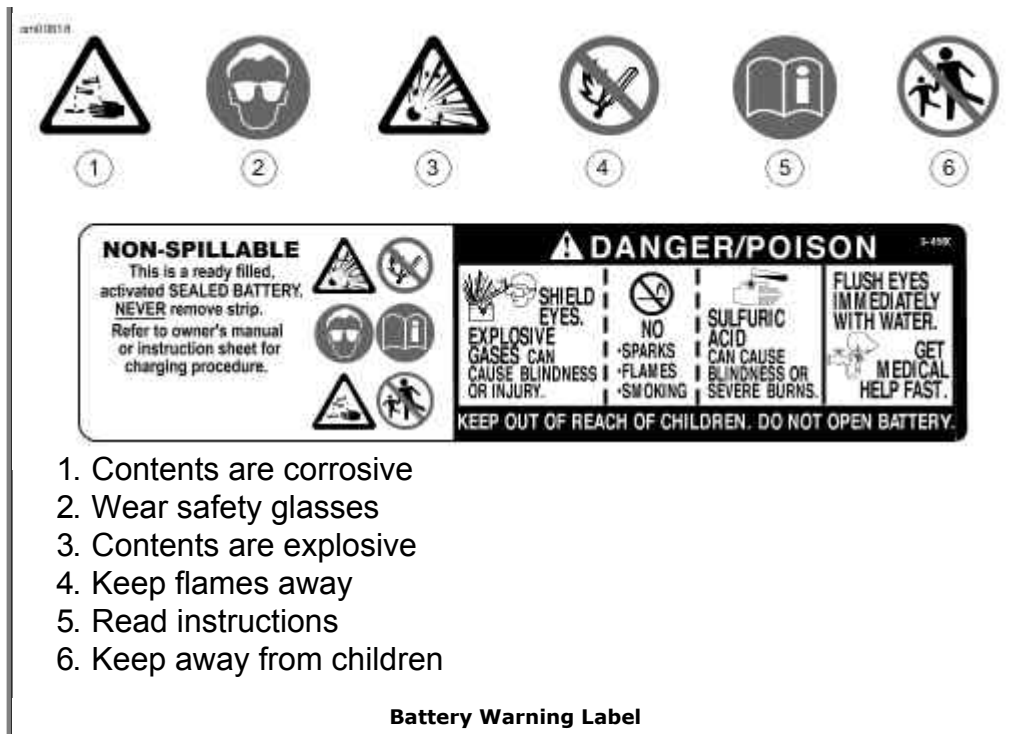 1
2
3
4
5
6
NON-SPILLABLE
This is a ready filled,
activated SEALED BATTERY.
NEVER remove strip.
Refer to owner's manual
or instruction sheet for
charging procedure.
DANGER/POISON
SHIELD
EYES.
EXPLOSIVE
GASES CAN
CAUSE BLINDNESS
OR INJURY.
NO
•SPARKS
•FLAMES
•SMOKING
SULFURIC
ACID
CAN CAUSE
BLINDNESS OR
SEVERE BURNS.
FLUSH EYES
IMMEDIATELY
WITH WATER.
GET
MEDICAL
HELP FAST.
KEEP OUT OF REACH OF CHILDREN. DO NOT OPEN BATTERY.
1. Contents are corrosive
2. Wear safety glasses
3. Contents are explosive
4. Keep flames away
5. Read instructions
6. Keep away from children
Battery Warning Label